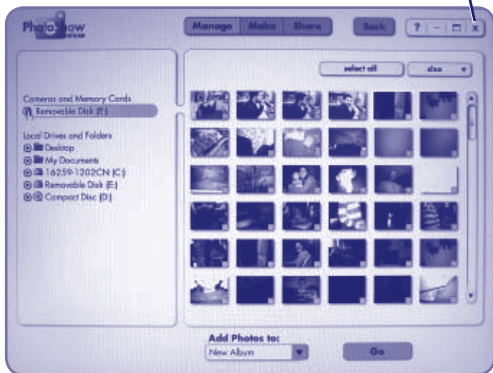 PhotoShow
Manage Make Share Back ? - x
select all size
Cameras and Memory Cards
Removable Disk (E:)
Local Drives and Folders
Desktop
My Documents
16259-1202CN (C:)
Removable Disk (E:)
Compact Disc (D:)
Add Photos to:
New Album Go